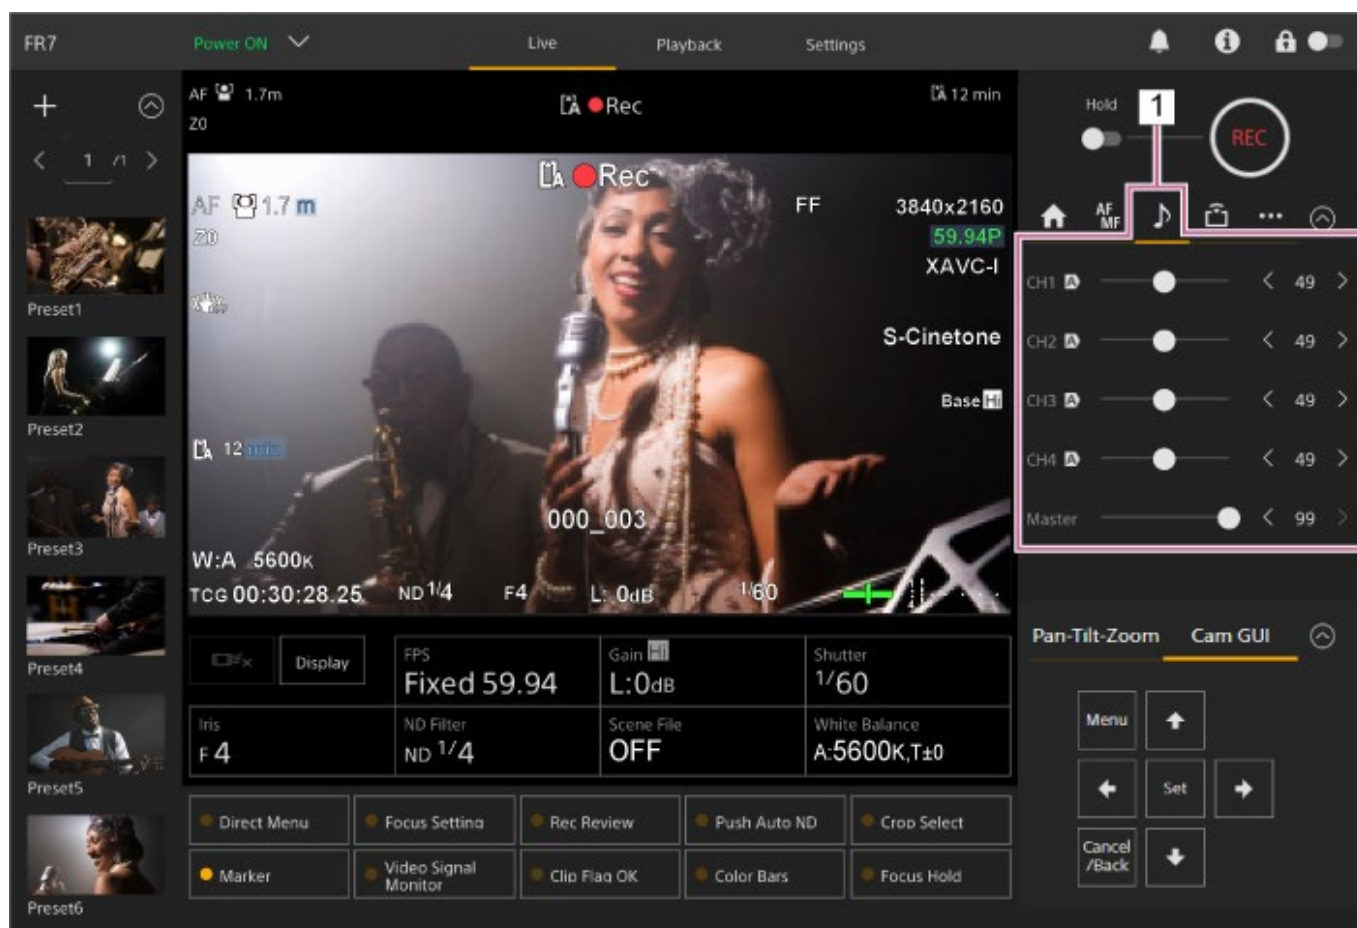 FR7
Power ON
Live
Playback
Settings
1 /1
Preset1
Preset2
Preset3
Preset4
Preset5
Preset6
AF 1.7m
A Rec
A 12 min
Z0
A Rec
AF 1.7 m
FF
3840x2160
Z0
59.94P
XAVC-I
S-Cinetone
Base Hi
A 12 min
000_003
W:A 5600K
TCG 00:30:28.25 ND 1/4 F4 L: 0dB 1/60
Display
FPS
Fixed 59.94
Gain Hi
L:0dB
Shutter
1/60
Iris
F 4
ND Filter
ND 1/4
Scene File
OFF
White Balance
A:5600K,T±0
Direct Menu
Focus Setting
Rec Review
Push Auto ND
Crop Select
Marker
Video Signal
Monitor
Clip Flag OK
Color Bars
Focus Hold
Hold
1
REC
AF
MF
CH1 A 49
CH2 A 49
CH3 A 49
CH4 A 49
Master 99
Pan-Tilt-Zoom
Cam GUI
Menu
Set
Cancel
/Back